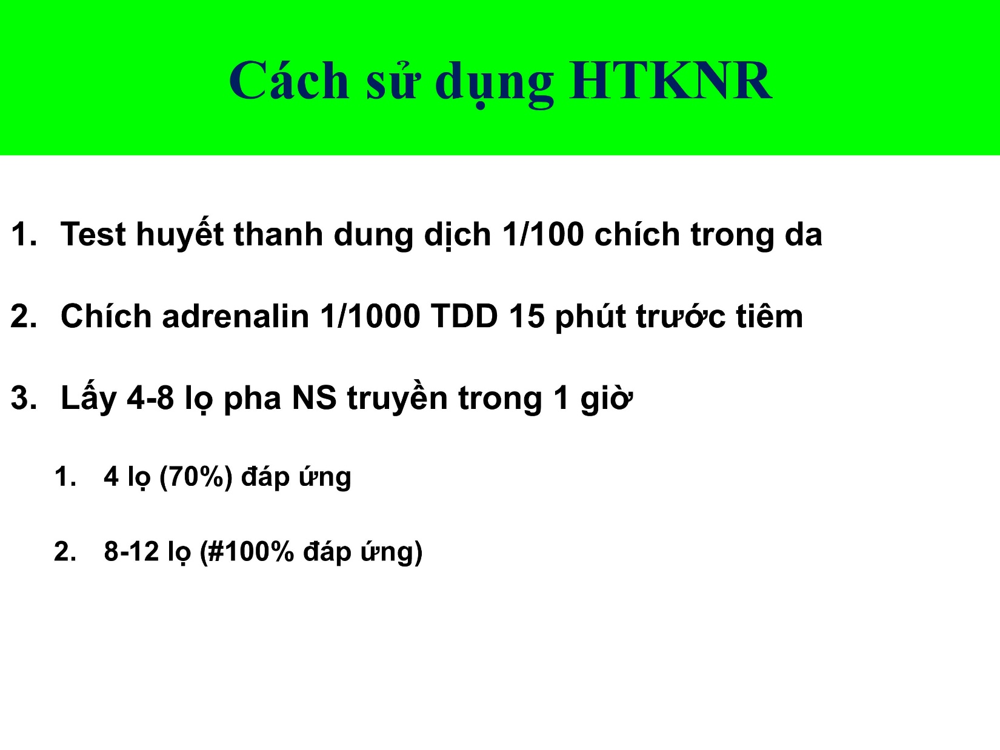 Cách sử dụng HTKNR
1. Test huyết thanh dung dịch 1/100 chích trong da
2. Chích adrenalin 1/1000 TDD 15 phút trước tiêm
3. Lấy 4-8 lọ pha NS truyền trong 1 giờ
1. 4 lọ (70%) đáp ứng
2. 8-12 lọ (#100% đáp ứng)